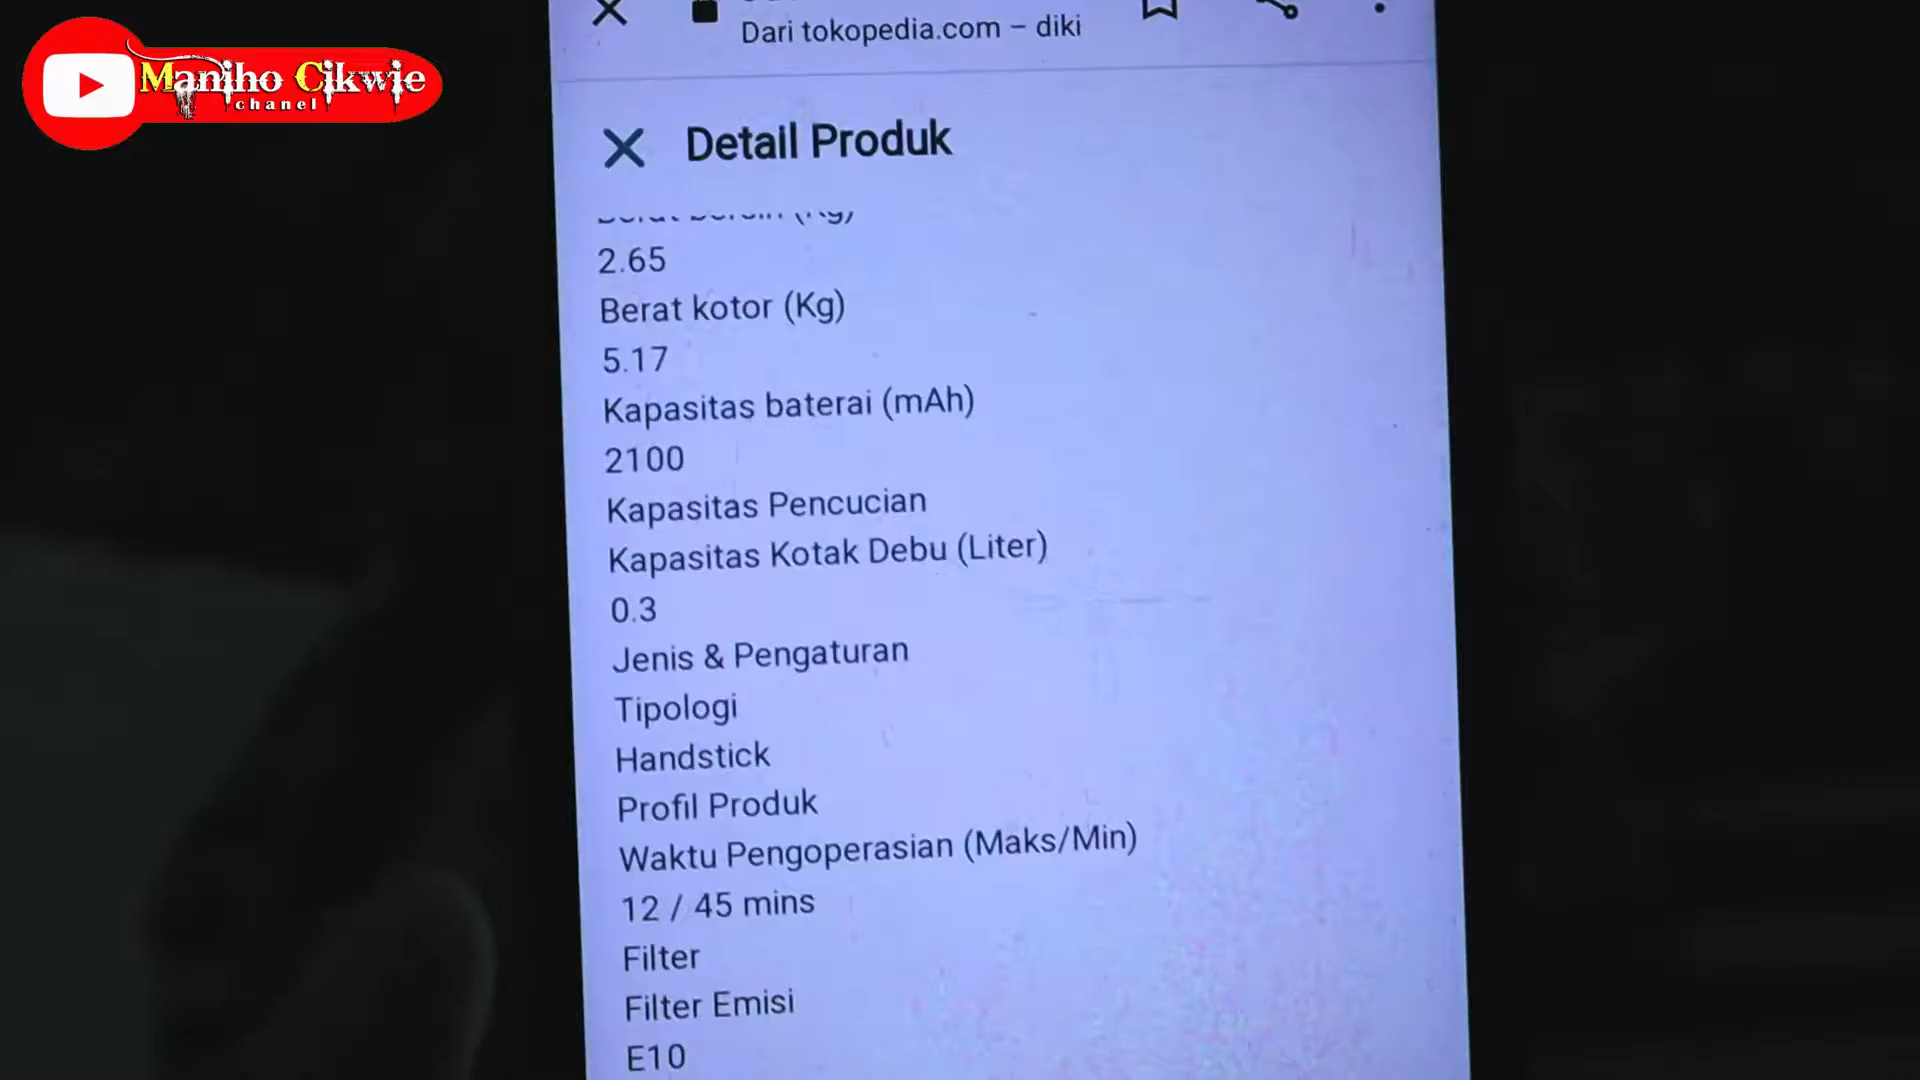 Maniho Cikwie
chanel
Dari tokopedia.com – diki
Detail Produk
2.65
Berat kotor (Kg)
5.17
Kapasitas baterai (mAh)
2100
Kapasitas Pencucian
Kapasitas Kotak Debu (Liter)
0.3
Jenis & Pengaturan
Tipologi
Handstick
Profil Produk
Waktu Pengoperasian (Maks/Min)
12 / 45 mins
Filter
Filter Emisi
E10